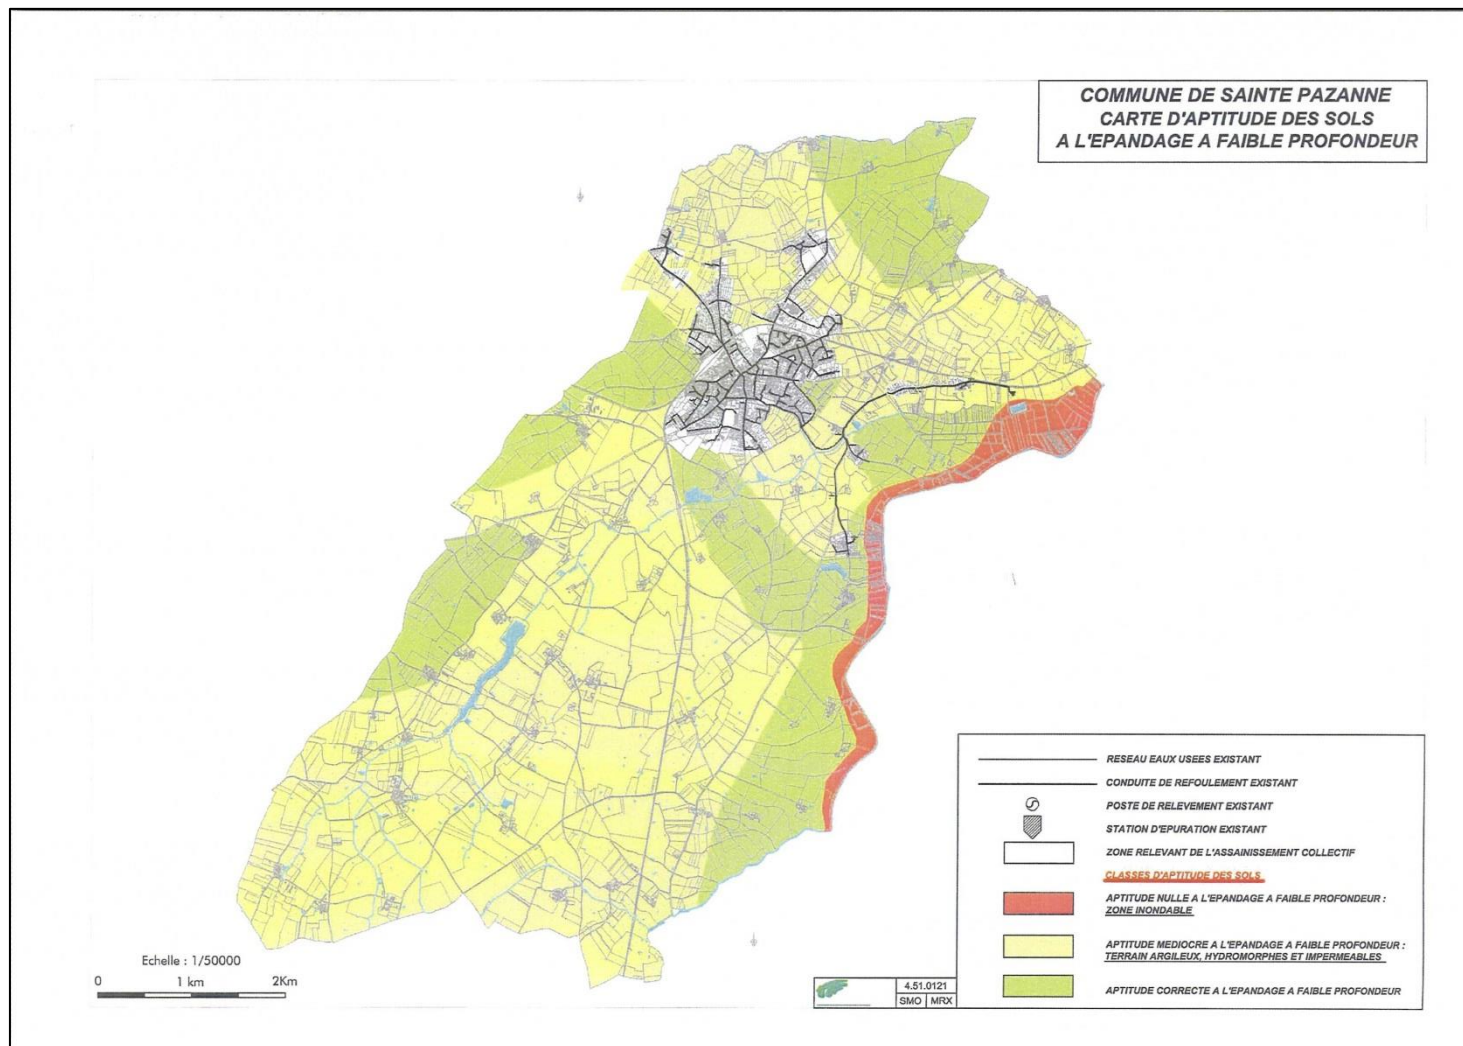 COMMUNE DE SAINTE PAZANNE
CARTE D'APTITUDE DES SOLS
A L'EPANDAGE A FAIBLE PROFONDEUR
RESEAU EAUX USEES EXISTANT
CONDUITE DE REFOULEMENT EXISTANT
POSTE DE RELEVEMENT EXISTANT
STATION D'EPURATION EXISTANT
ZONE RELEVANT DE L'ASSAINISSEMENT COLLECTIF
CLASSES D'APTITUDE DES SOLS
APTITUDE NULLE A L'EPANDAGE A FAIBLE PROFONDEUR :
ZONE INONDABLE
APTITUDE MEDIOCRE A L'EPANDAGE A FAIBLE PROFONDEUR :
TERRAIN ARGILEUX, HYDROMORPHES ET IMPERMEABLES
APTITUDE CORRECTE A L'EPANDAGE A FAIBLE PROFONDEUR
Echelle : 1/50000
0 1 km 2Km
4.51.0121
SMO MRX